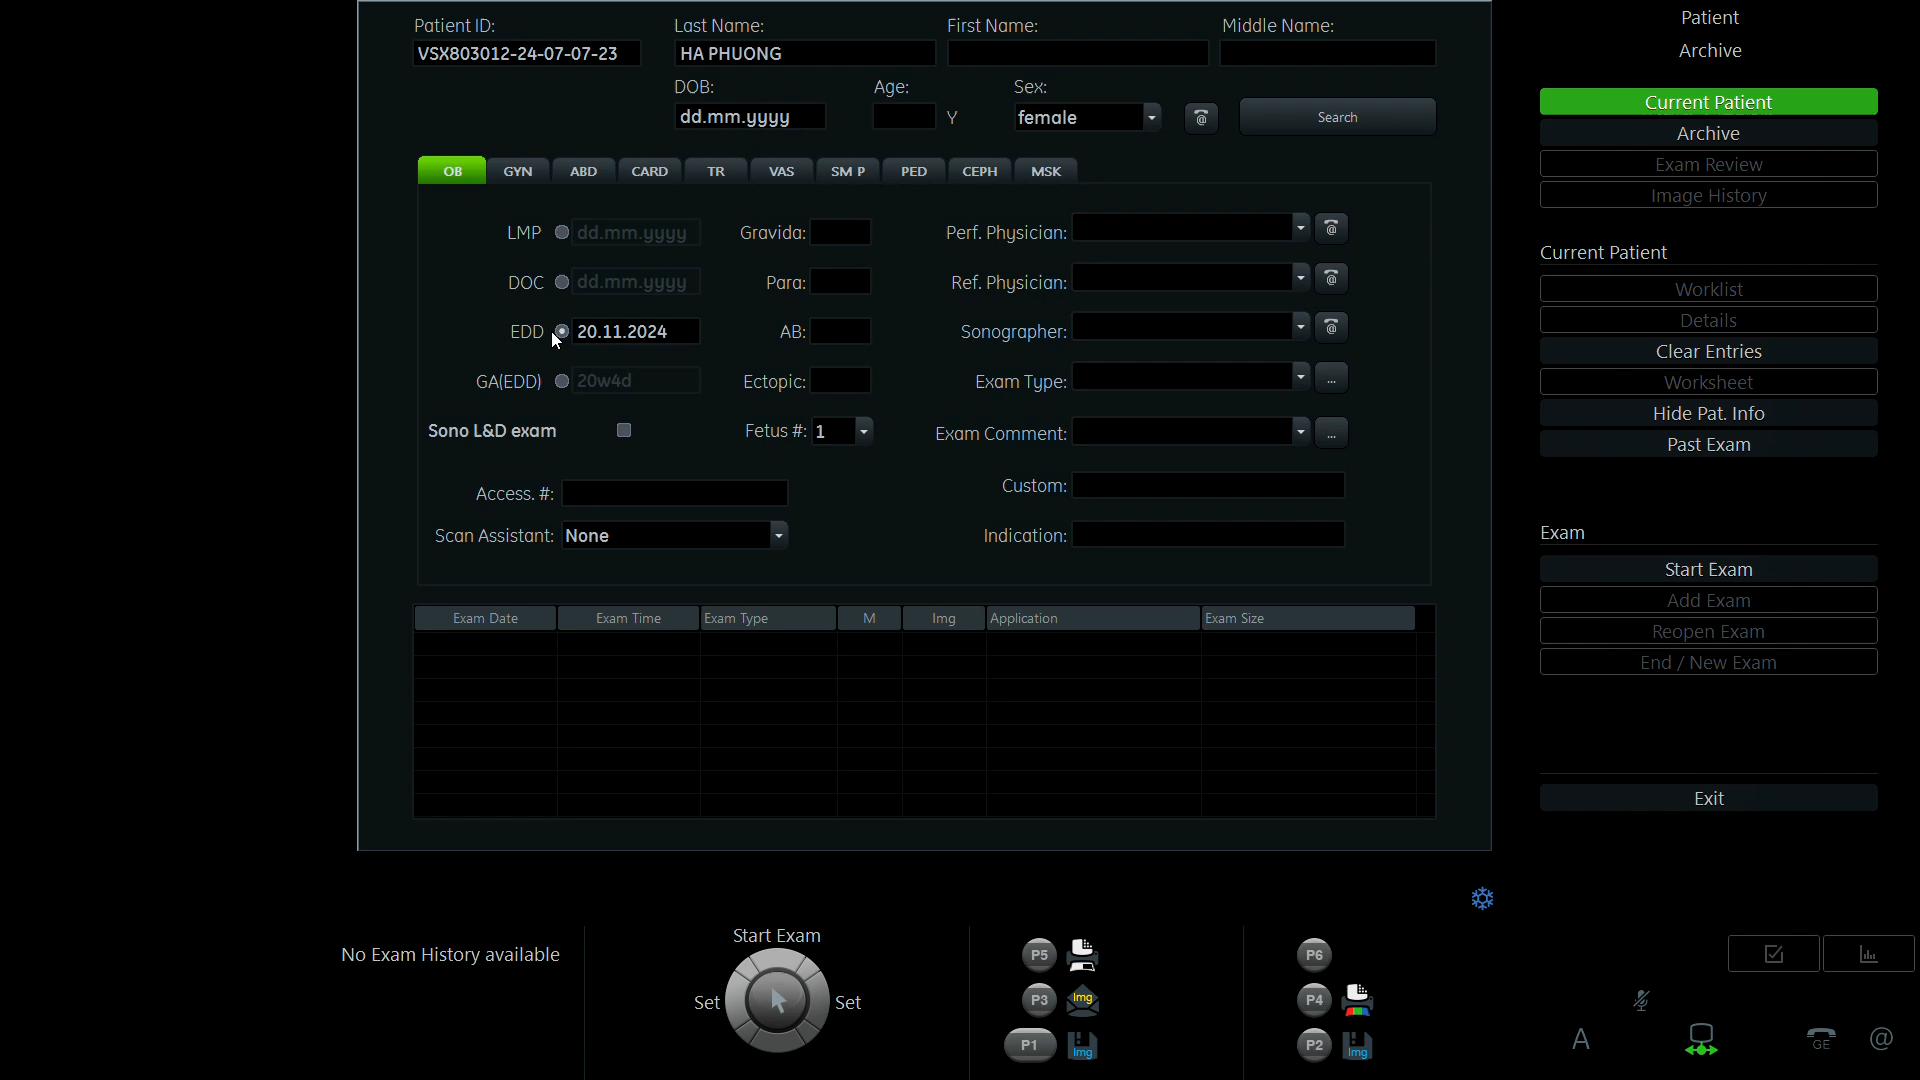 Patient ID: Last Name: First Name: Middle Name:
VSX803012-24-07-07-23 HA PHUONG
DOB: Age: Sex:
dd.mm.yyyy Y female @ Search
OB GYN ABD CARD TR VAS SM P PED CEPH MSK
LMP dd.mm.yyyy Gravida: Perf. Physician: @
DOC dd.mm.yyyy Para: Ref. Physician: @
EDD 20.11.2024 AB: Sonographer: @
GA(EDD) 20w4d Ectopic: Exam Type: ...
Sono L&D exam Fetus #: 1 Exam Comment: ...
Access. #: Custom:
Scan Assistant: None Indication:
Exam Date Exam Time Exam Type M Img Application Exam Size
Patient
Archive
Current Patient
Archive
Exam Review
Image History
Current Patient
Worklist
Details
Clear Entries
Worksheet
Hide Pat. Info
Past Exam
Exam
Start Exam
Add Exam
Reopen Exam
End / New Exam
Exit
No Exam History available
Start Exam
Set Set
P5 P6
P3 Img P4
P1 Img P2 Img
A GE @